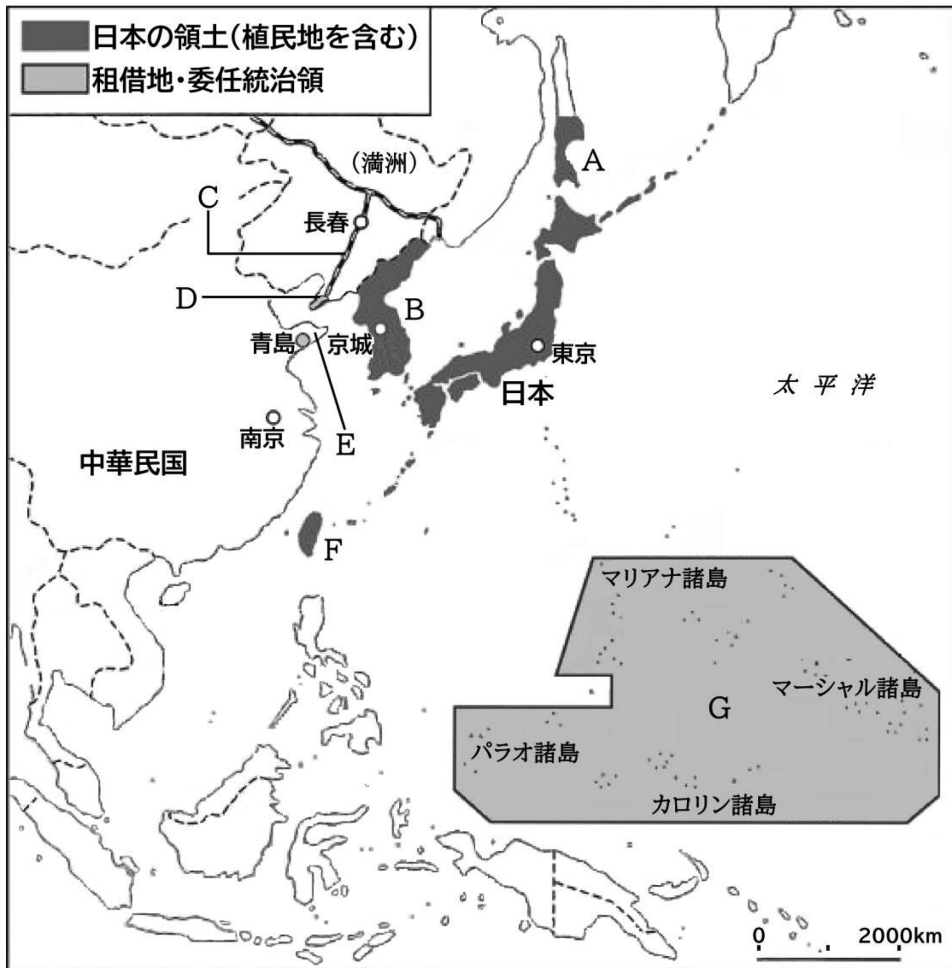 日本の領土(植民地を含む)
租借地・委任統治領
(満洲)
A
C
長春
D
B
青島
京城
東京
日本
太平洋
南京
E
中華民国
F
マリアナ諸島
マーシャル諸島
G
パラオ諸島
カロリン諸島
0 2000km